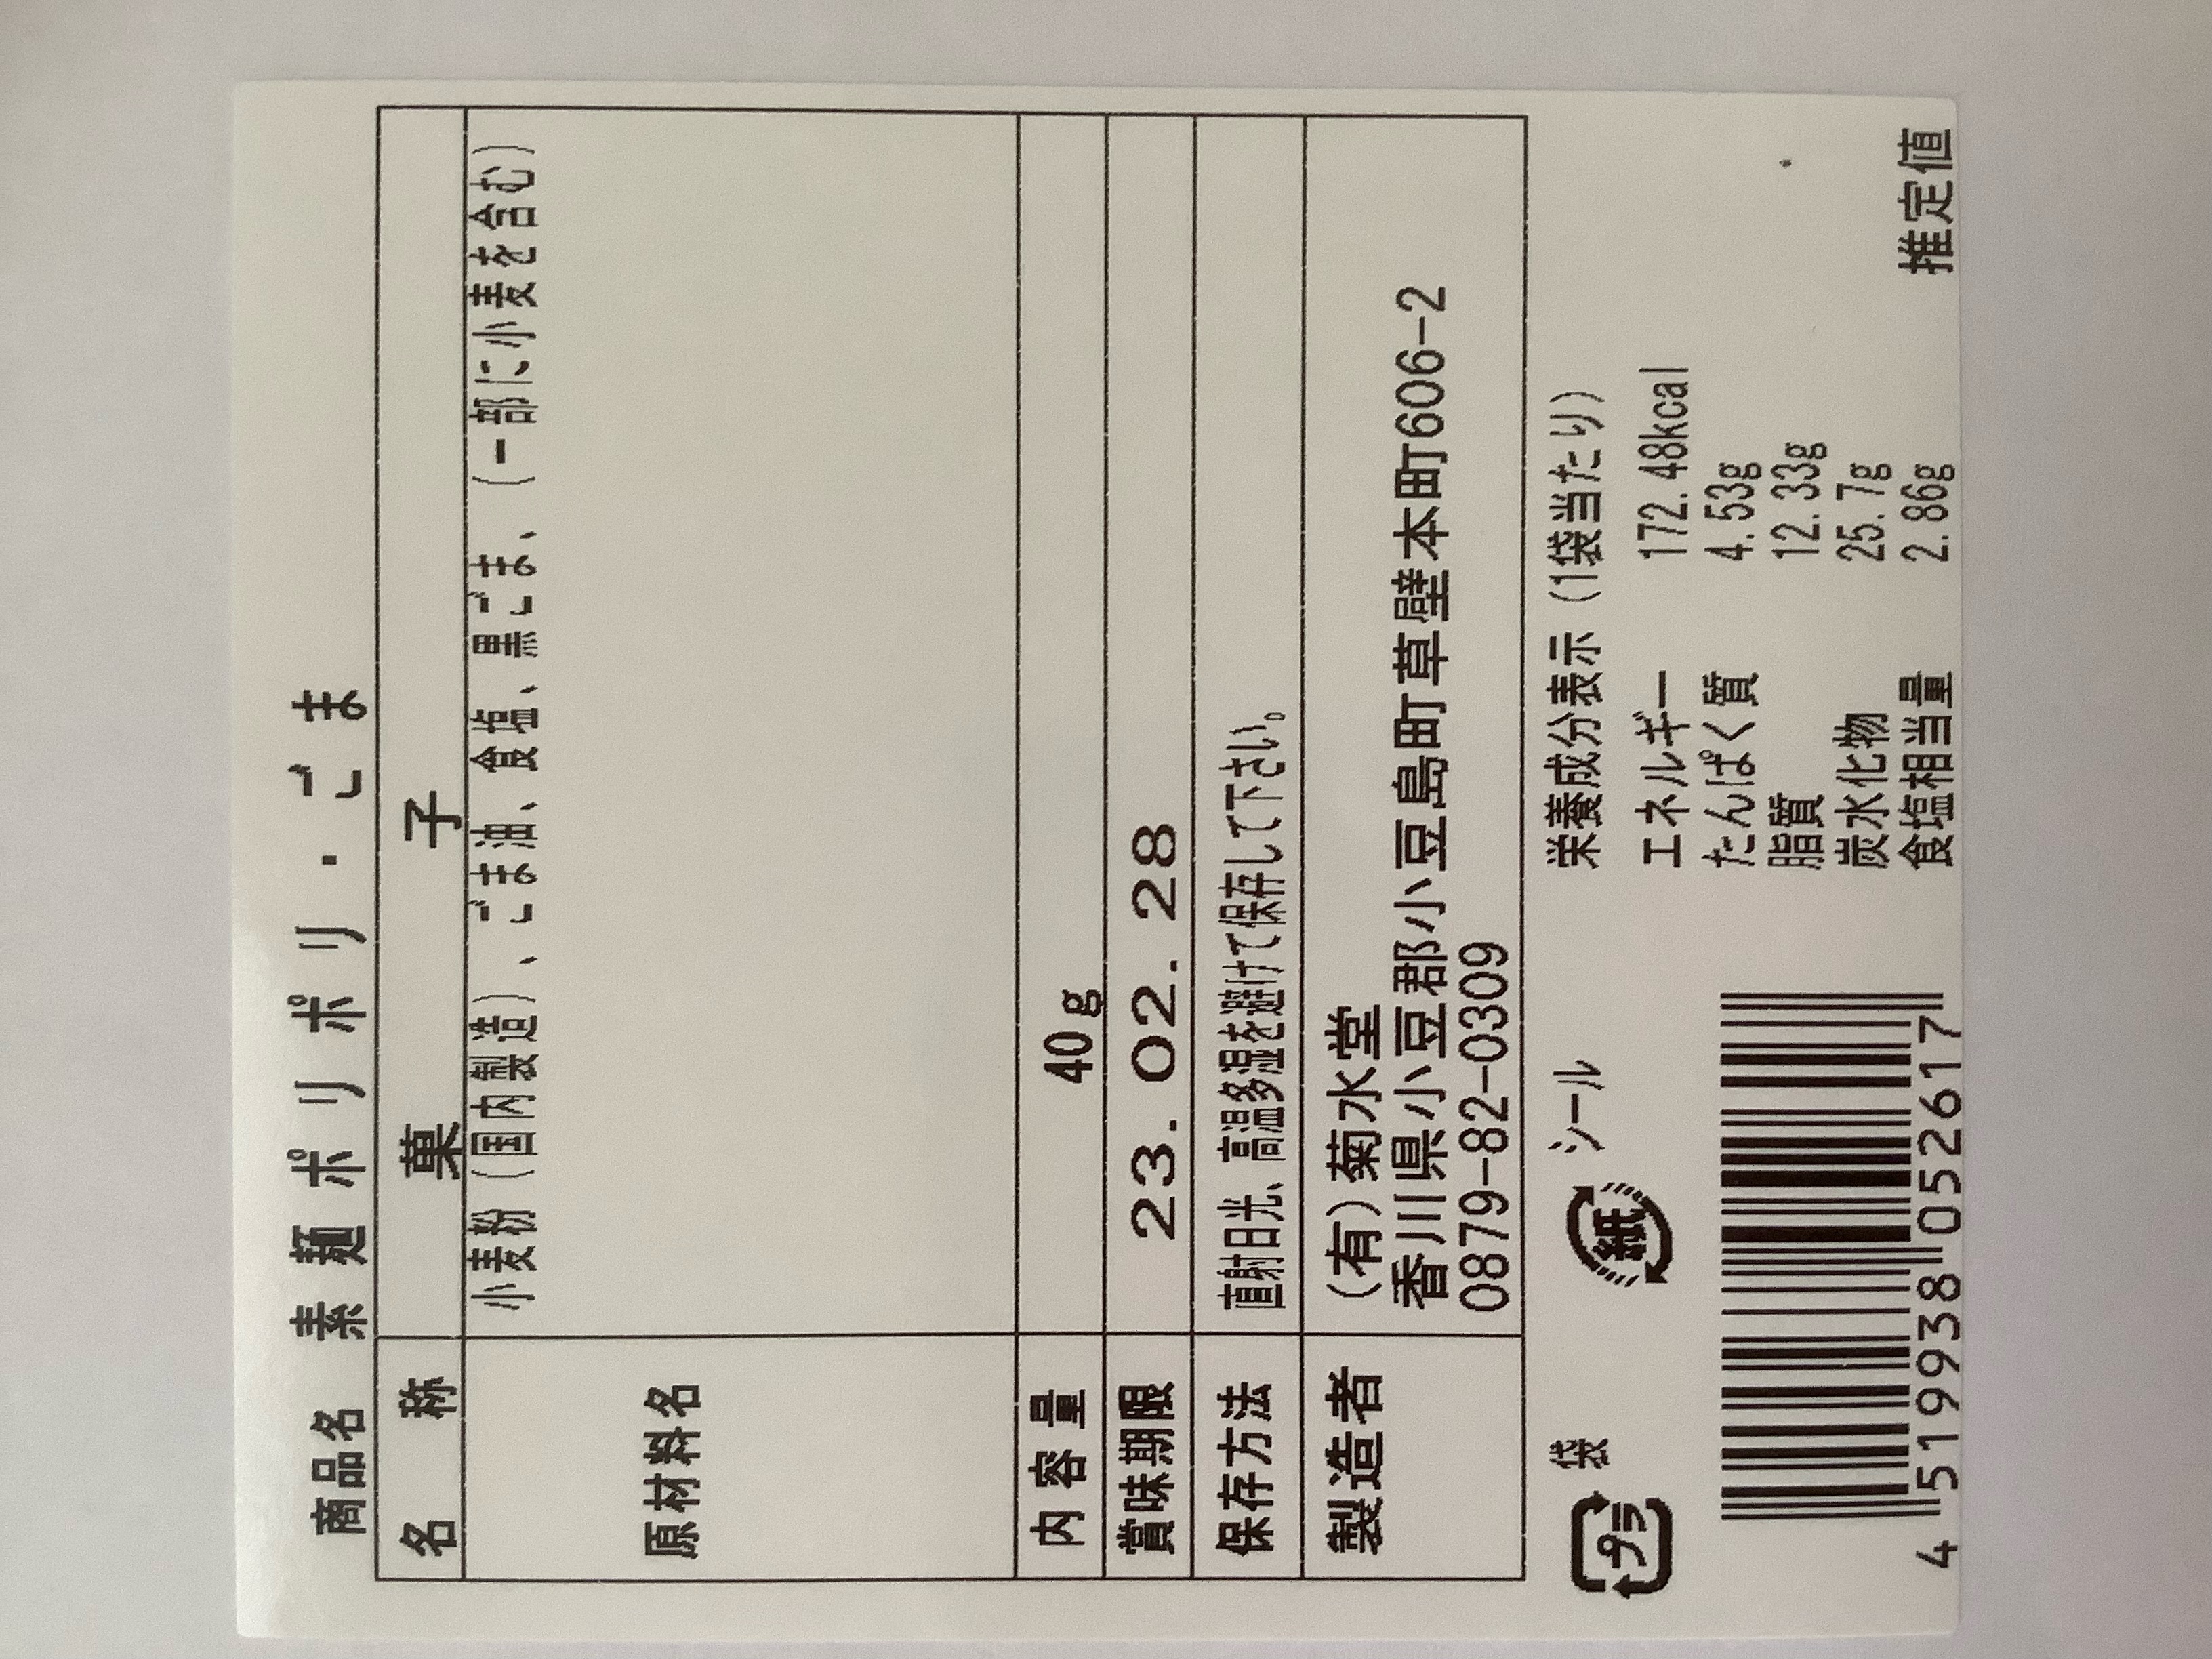 商品名 素麺ポリポリ・ごま
名称 菓子
原材料名 小麦粉(国内製造)、ごま油、食塩、黒ごま、(一部に小麦を含む)
内容量 40g
賞味期限 23.02.28
保存方法 直射日光、高温多湿を避けて保存して下さい。
製造者 (有)菊水堂
香川県小豆郡小豆島町草壁本町606-2
0879-82-0309
プラ 袋 紙 シール
4519938052617
栄養成分表示(1袋当たり)
エネルギー 172.48kcal
たんぱく質 4.53g
脂質 12.33g
炭水化物 25.7g
食塩相当量 2.86g 推定値